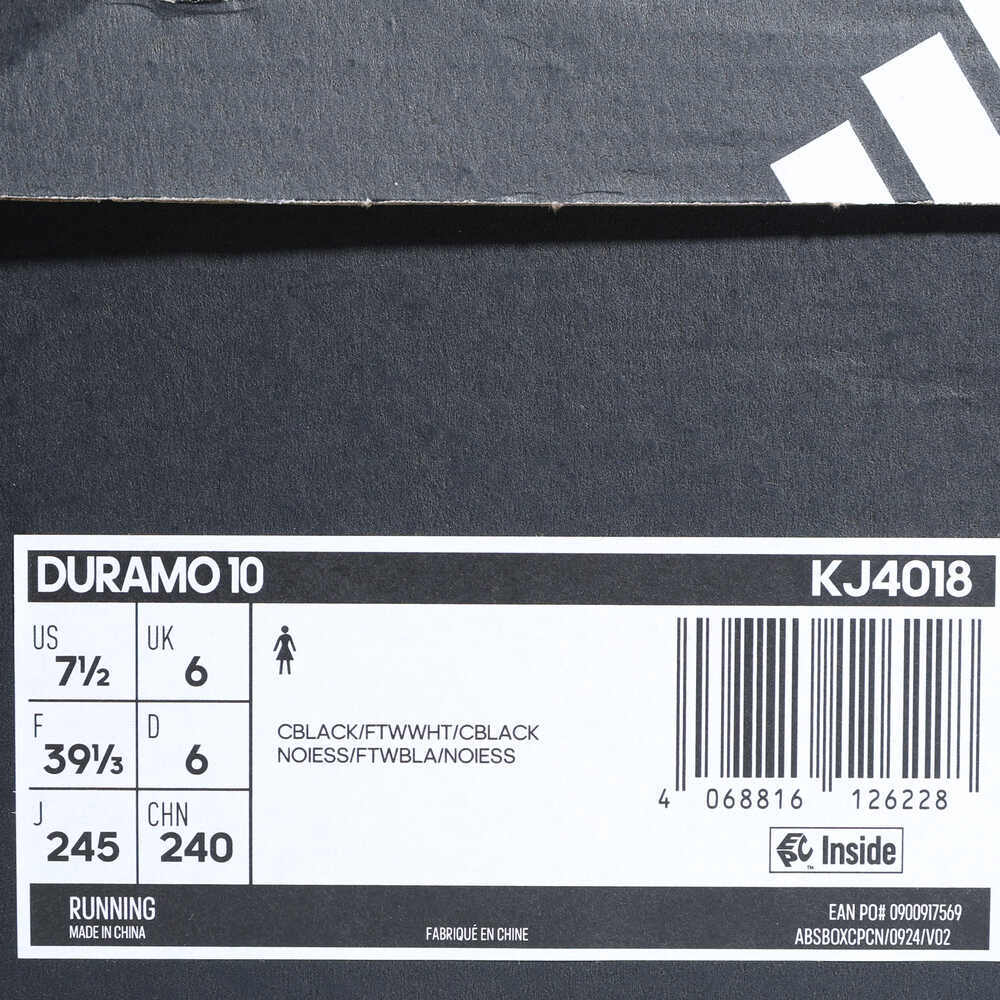 DURAMO 10 KJ4018
US 7½ UK 6
F 39⅓ D 6
J 245 CHN 240
CBLACK/FTWWHT/CBLACK
NOIESS/FTWBLA/NOIESS
4 068816 126228
EPC Inside
RUNNING
MADE IN CHINA
FABRIQUÉ EN CHINE
EAN PO# 0900917569
ABSBOXCPCN/0924/V02